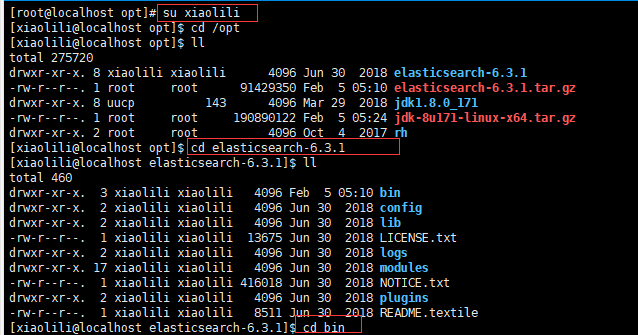 [root@localhost opt]# su xiaolili
[xiaolili@localhost opt]$ cd /opt
[xiaolili@localhost opt]$ ll
total 275720
drwxr-xr-x. 8 xiaolili xiaolili      4096 Jun 30  2018 elasticsearch-6.3.1
-rw-r--r--. 1 root     root      91429350 Feb  5 05:10 elasticsearch-6.3.1.tar.gz
drwxr-xr-x. 8 uucp          143      4096 Mar 29  2018 jdk1.8.0_171
-rw-r--r--. 1 root     root     190890122 Feb  5 05:24 jdk-8u171-linux-x64.tar.gz
drwxr-xr-x. 2 root     root          4096 Oct  4  2017 rh
[xiaolili@localhost opt]$ cd elasticsearch-6.3.1
[xiaolili@localhost elasticsearch-6.3.1]$ ll
total 460
drwxr-xr-x.  3 xiaolili xiaolili   4096 Feb  5 05:10 bin
drwxr-xr-x.  2 xiaolili xiaolili   4096 Jun 30  2018 config
drwxr-xr-x.  2 xiaolili xiaolili   4096 Jun 30  2018 lib
-rw-r--r--.  1 xiaolili xiaolili  13675 Jun 30  2018 LICENSE.txt
drwxr-xr-x.  2 xiaolili xiaolili   4096 Jun 30  2018 logs
drwxr-xr-x. 17 xiaolili xiaolili   4096 Jun 30  2018 modules
-rw-r--r--.  1 xiaolili xiaolili 416018 Jun 30  2018 NOTICE.txt
drwxr-xr-x.  2 xiaolili xiaolili   4096 Jun 30  2018 plugins
-rw-r--r--.  1 xiaolili xiaolili   8511 Jun 30  2018 README.textile
[xiaolili@localhost elasticsearch-6.3.1]$ cd bin